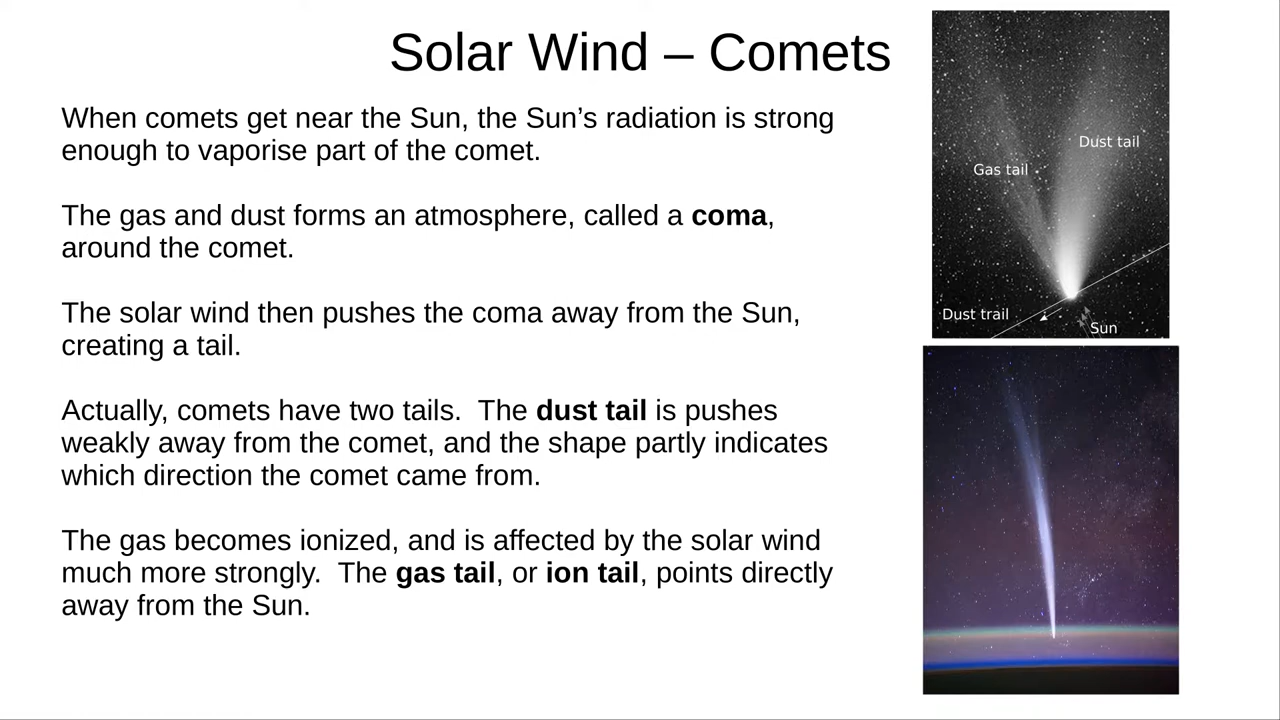 Solar Wind – Comets
When comets get near the Sun, the Sun’s radiation is strong
enough to vaporise part of the comet.
The gas and dust forms an atmosphere, called a coma,
around the comet.
The solar wind then pushes the coma away from the Sun,
creating a tail.
Actually, comets have two tails.  The dust tail is pushes
weakly away from the comet, and the shape partly indicates
which direction the comet came from.
The gas becomes ionized, and is affected by the solar wind
much more strongly.  The gas tail, or ion tail, points directly
away from the Sun.
Dust tail
Gas tail
Dust trail
Sun